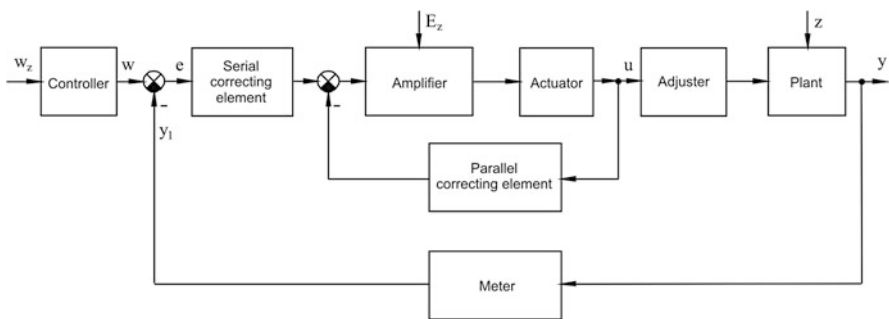 E_z
z
w_z
Controller
w
e
Serial
correcting
element
Amplifier
Actuator
u
Adjuster
Plant
y
-
-
y_1
Parallel
correcting element
Meter